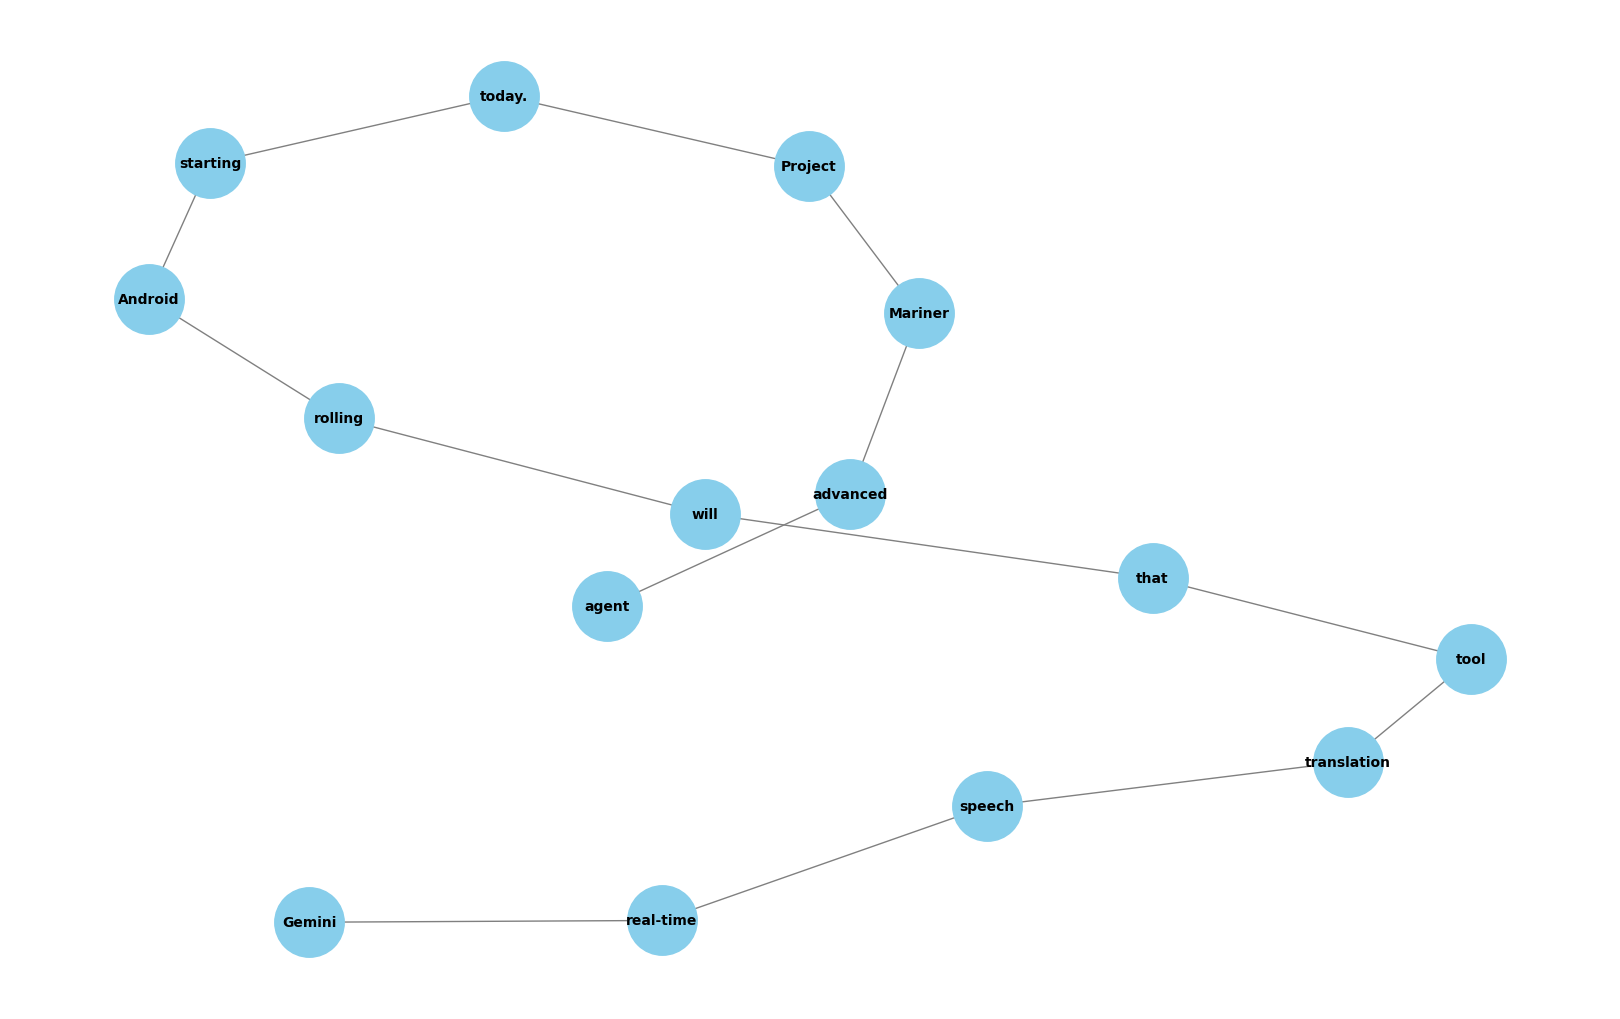 today.
starting
Project
Android
Mariner
rolling
advanced
will
that
agent
tool
translation
speech
real-time
Gemini